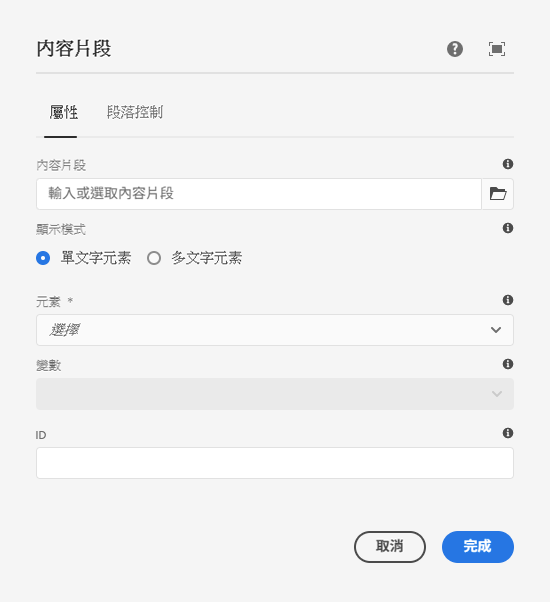 内容片段
屬性 段落控制
内容片段
輸入或選取內容片段
顯示模式
單文字元素 多文字元素
元素 *
選擇
變數
ID
取消 完成